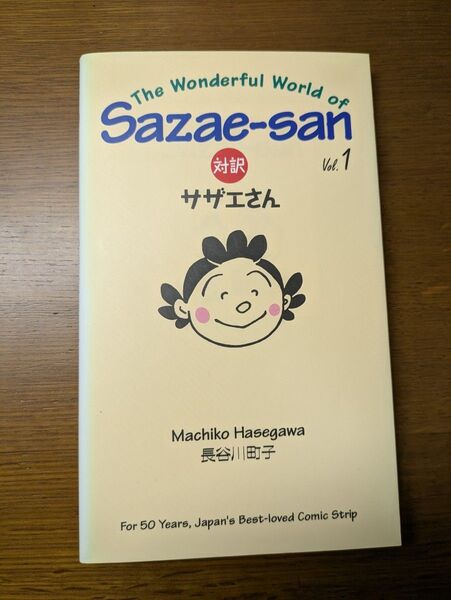 The Wonderful World of
Sazae-san
対訳
Vol. 1
サザエさん
Machiko Hasegawa
長谷川町子
For 50 Years, Japan's Best-loved Comic Strip